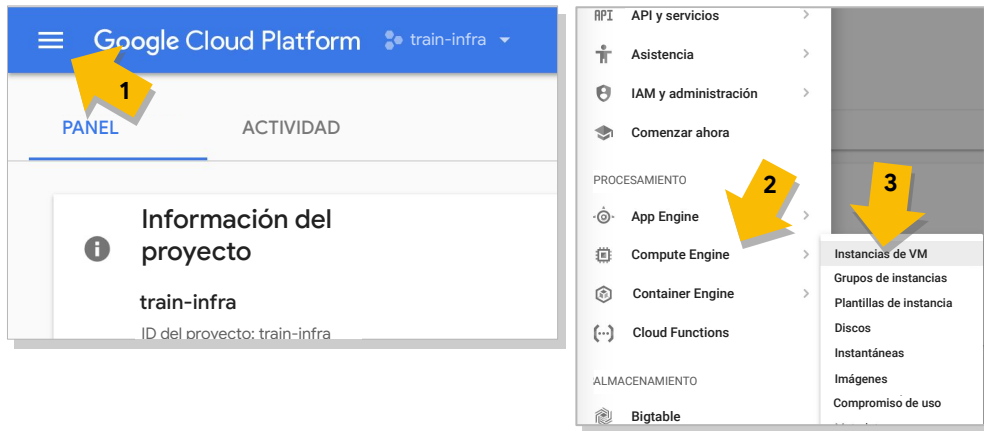 Google Cloud Platform train-infra
1
PANEL ACTIVIDAD
Información del
proyecto
train-infra
ID del proyecto: train-infra
API API y servicios
Asistencia
IAM y administración
Comenzar ahora
PROCESAMIENTO
2
3
App Engine
Compute Engine
Container Engine
Cloud Functions
ALMACENAMIENTO
Bigtable
Instancias de VM
Grupos de instancias
Plantillas de instancia
Discos
Instantáneas
Imágenes
Compromiso de uso